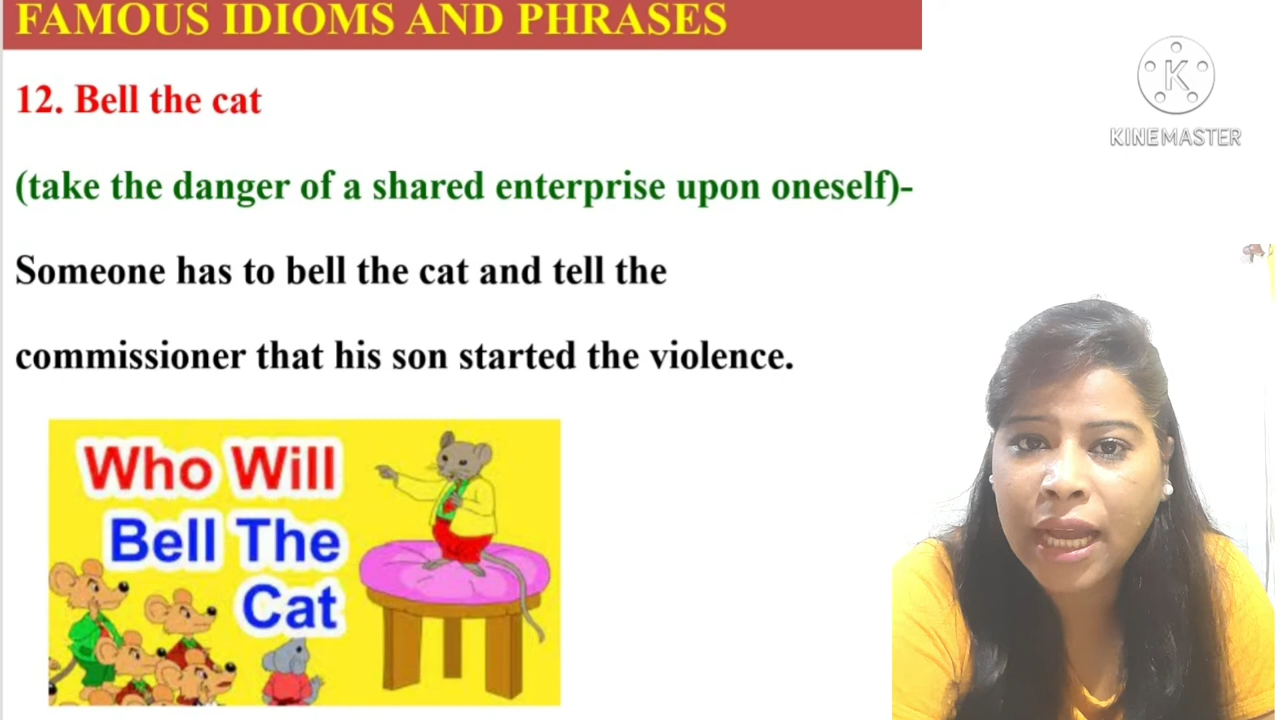 FAMOUS IDIOMS AND PHRASES
12. Bell the cat
(take the danger of a shared enterprise upon oneself)-
Someone has to bell the cat and tell the
commissioner that his son started the violence.
Who Will
Bell The
Cat
K
KINEMASTER